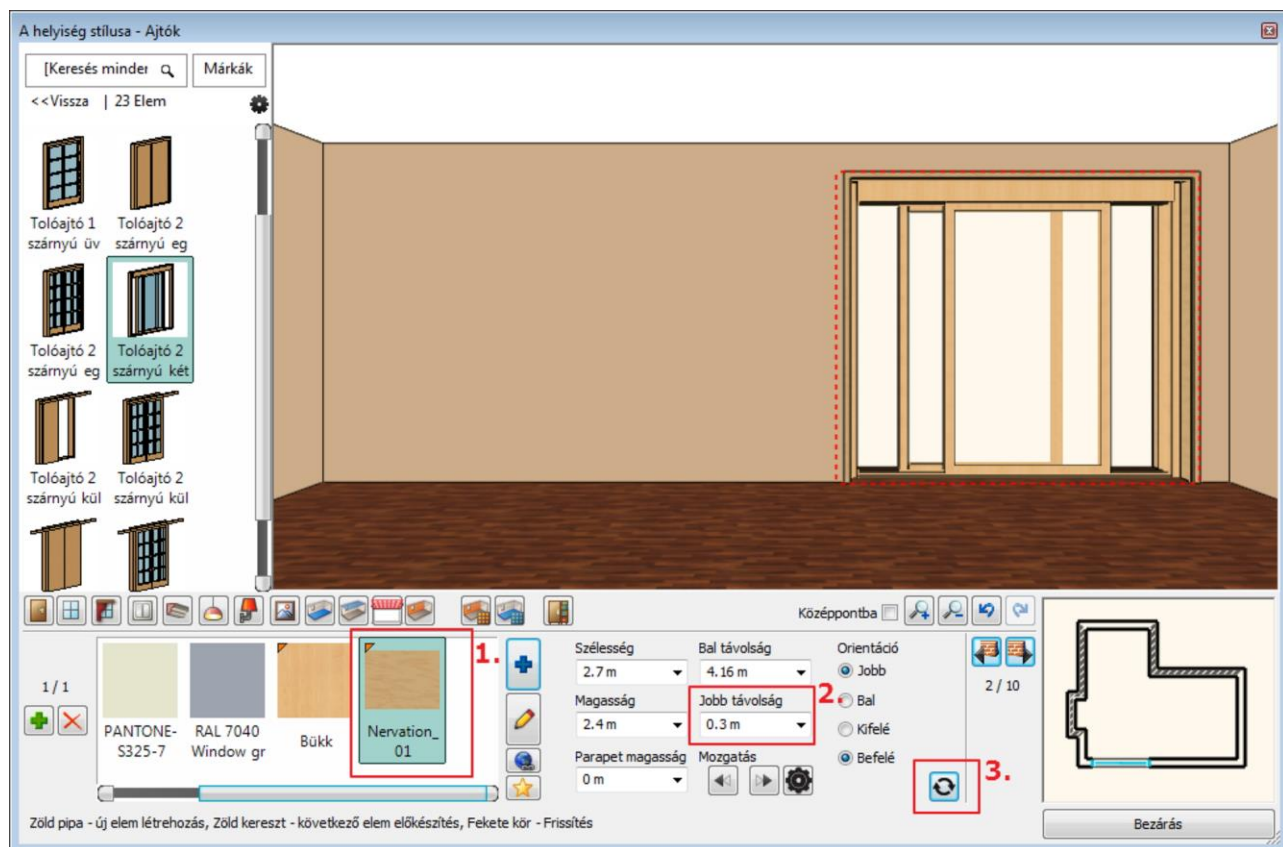 A helyiség stílusa - Ajtók
[Keresés minder
Márkák
<<Vissza | 23 Elem
Tolóajtó 1
szárnyú üv
Tolóajtó 2
szárnyú eg
Tolóajtó 2
szárnyú eg
Tolóajtó 2
szárnyú két
Tolóajtó 2
szárnyú kül
Tolóajtó 2
szárnyú kül
Középpontba
1 / 1
PANTONE-
S325-7
RAL 7040
Window gr
Bükk
Nervation_
01
1.
Szélesség
2.7 m
Magasság
2.4 m
Parapet magasság
0 m
Bal távolság
4.16 m
Jobb távolság
0.3 m
Mozgatás
2.
Orientáció
Jobb
Bal
Kifelé
Befelé
3.
2 / 10
Zöld pipa - új elem létrehozás, Zöld kereszt - következő elem előkészítés, Fekete kör - Frissítés
Bezárás